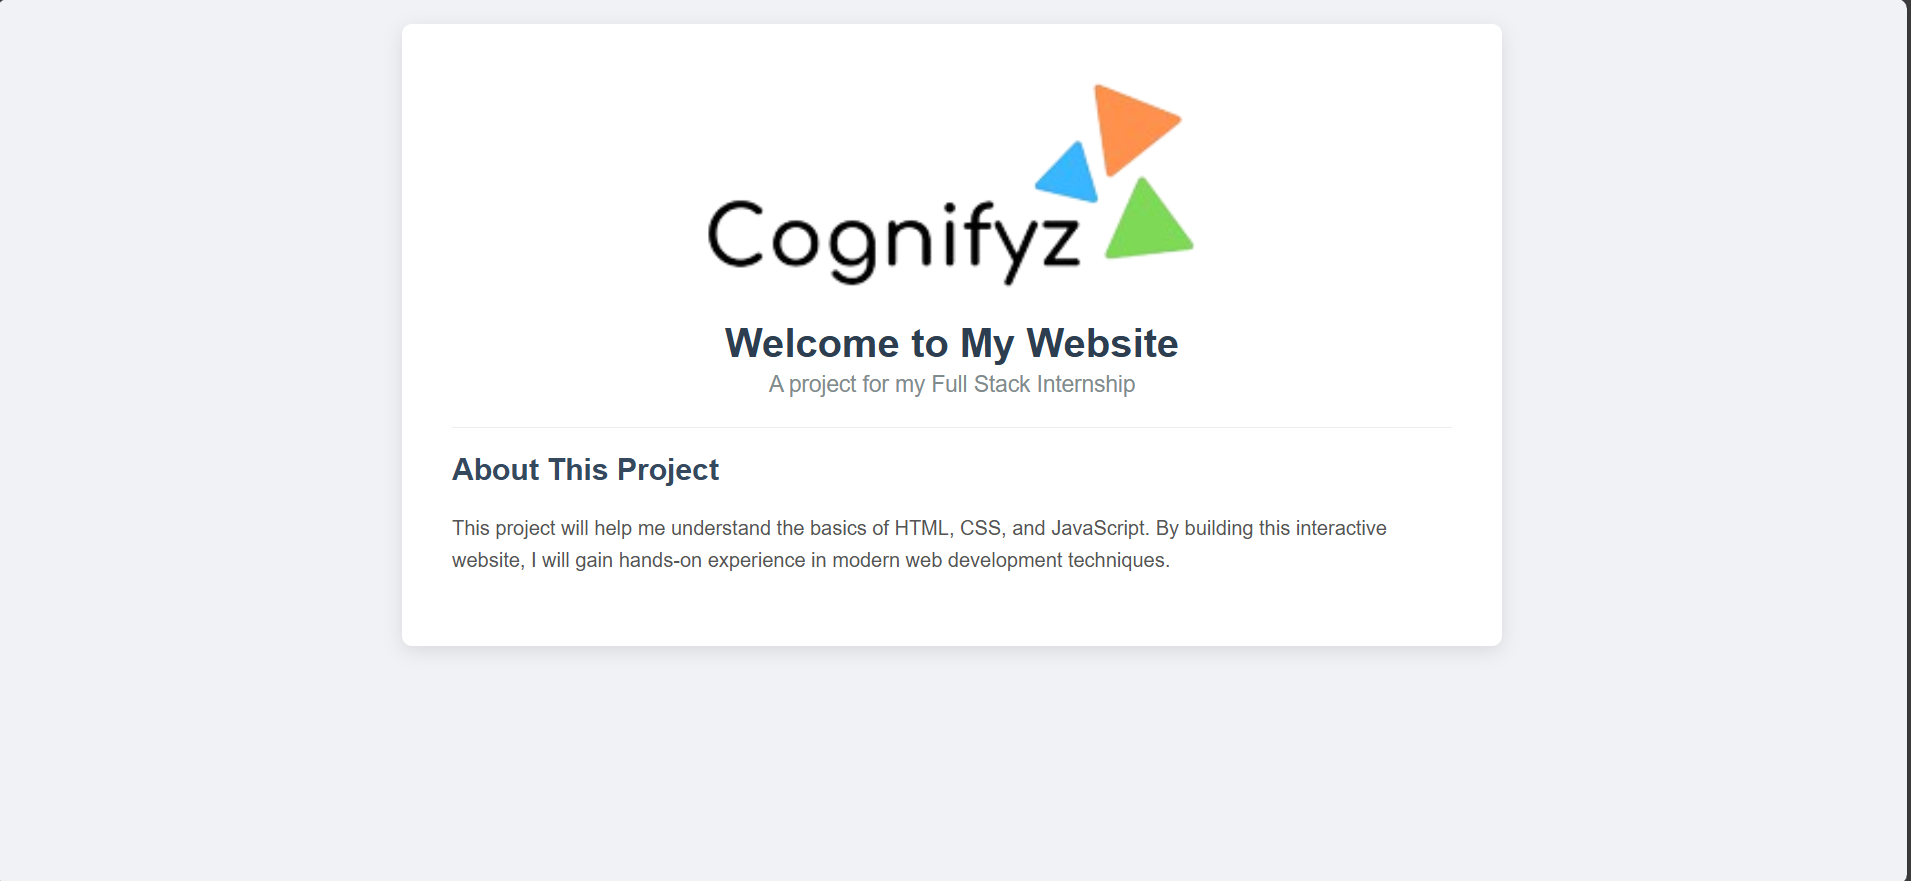 Cognifyz
Welcome to My Website
A project for my Full Stack Internship
About This Project
This project will help me understand the basics of HTML, CSS, and JavaScript. By building this interactive
website, I will gain hands-on experience in modern web development techniques.